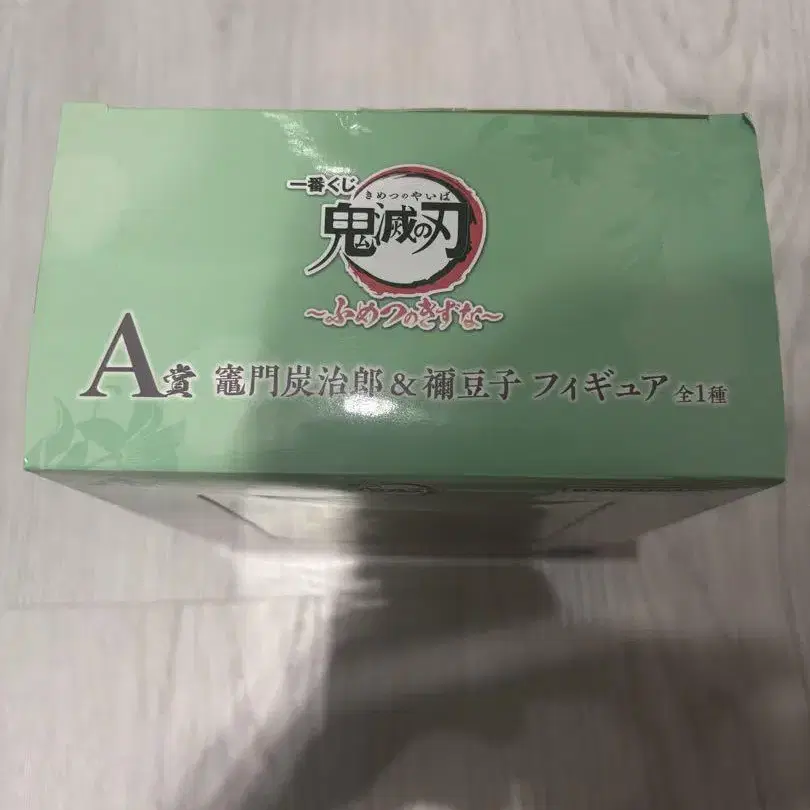 一番くじ
きめつのやいば
鬼滅の刃
～ふめつのきずな～
A賞 竈門炭治郎＆禰豆子 フィギュア 全1種